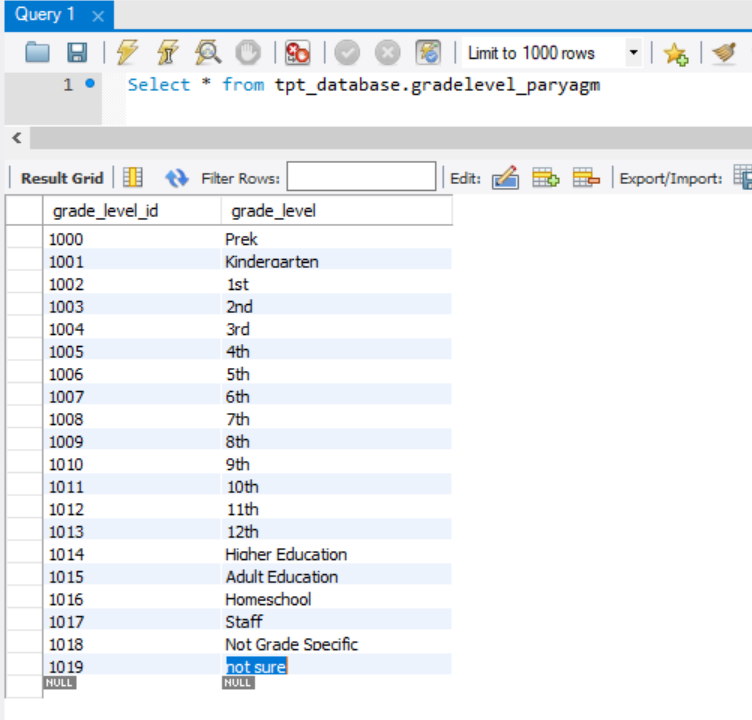 Query 1 ×
Limit to 1000 rows
1 Select * from tpt_database.gradelevel_paryagm
Result Grid Filter Rows: Edit: Export/Import:
grade_level_id grade_level
1000 Prek
1001 Kindergarten
1002 1st
1003 2nd
1004 3rd
1005 4th
1006 5th
1007 6th
1008 7th
1009 8th
1010 9th
1011 10th
1012 11th
1013 12th
1014 Higher Education
1015 Adult Education
1016 Homeschool
1017 Staff
1018 Not Grade Specific
1019 not sure
NULL NULL